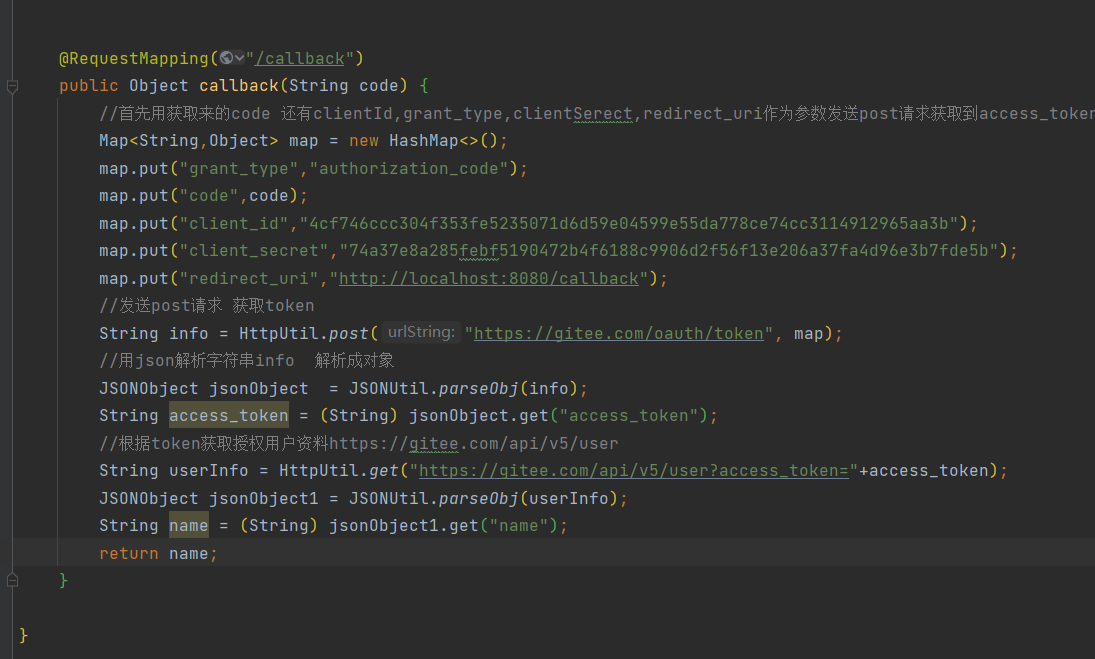 @RequestMapping("/callback")
public Object callback(String code) {
//首先用获取来的code 还有clientId,grant_type,clientSerect,redirect_uri作为参数发送post请求获取到access_token
Map<String,Object> map = new HashMap<>();
map.put("grant_type","authorization_code");
map.put("code",code);
map.put("client_id","4cf746ccc304f353fe5235071d6d59e04599e55da778ce74cc3114912965aa3b");
map.put("client_secret","74a37e8a285febf5190472b4f6188c9906d2f56f13e206a37fa4d96e3b7fde5b");
map.put("redirect_uri","http://localhost:8080/callback");
//发送post请求 获取token
String info = HttpUtil.post( urlString: "https://gitee.com/oauth/token", map);
//用json解析字符串info  解析成对象
JSONObject jsonObject  = JSONUtil.parseObj(info);
String access_token = (String) jsonObject.get("access_token");
//根据token获取授权用户资料https://gitee.com/api/v5/user
String userInfo = HttpUtil.get("https://gitee.com/api/v5/user?access_token="+access_token);
JSONObject jsonObject1 = JSONUtil.parseObj(userInfo);
String name = (String) jsonObject1.get("name");
return name;
}
}